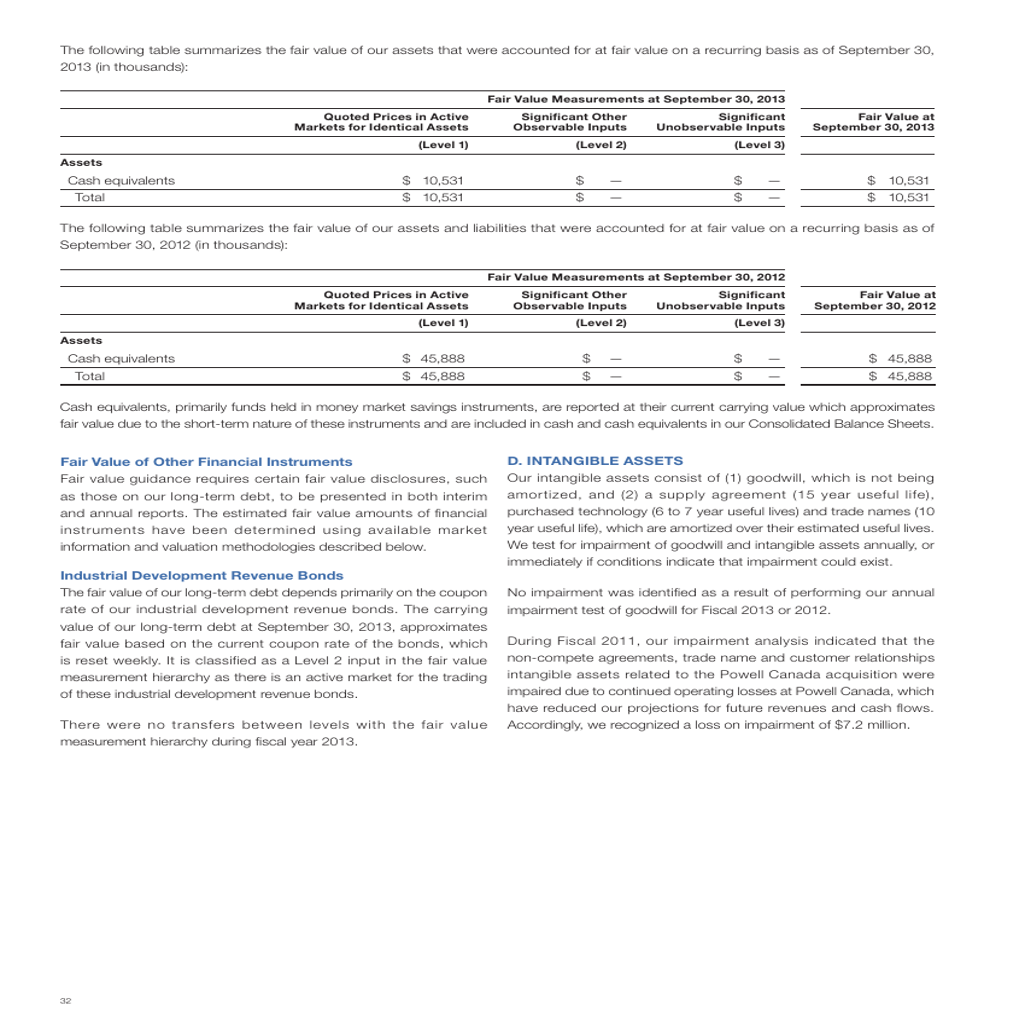 The following table summarizes the fair value of our assets that were accounted for at fair value on a recurring basis as of September 30,
2013 (in thousands):
Fair Value Measurements at September 30, 2013
Quoted Prices in Active Significant Other Significant Fair Value at
Markets for Identical Assets Observable Inputs Unobservable Inputs September 30, 2013
(Level 1) (Level 2) (Level 3)
Assets
Cash equivalents $ 10,531 $ — $ — $ 10,531
Total $ 10,531 $ — $ — $ 10,531
The following table summarizes the fair value of our assets and liabilities that were accounted for at fair value on a recurring basis as of
September 30, 2012 (in thousands):
Fair Value Measurements at September 30, 2012
Quoted Prices in Active Significant Other Significant Fair Value at
Markets for Identical Assets Observable Inputs Unobservable Inputs September 30, 2012
(Level 1) (Level 2) (Level 3)
Assets
Cash equivalents $ 45,888 $ — $ — $ 45,888
Total $ 45,888 $ — $ — $ 45,888
Cash equivalents, primarily funds held in money market savings instruments, are reported at their current carrying value which approximates
fair value due to the short-term nature of these instruments and are included in cash and cash equivalents in our Consolidated Balance Sheets.
Fair Value of Other Financial Instruments
Fair value guidance requires certain fair value disclosures, such
as those on our long-term debt, to be presented in both interim
and annual reports. The estimated fair value amounts of financial
instruments have been determined using available market
information and valuation methodologies described below.
Industrial Development Revenue Bonds
The fair value of our long-term debt depends primarily on the coupon
rate of our industrial development revenue bonds. The carrying
value of our long-term debt at September 30, 2013, approximates
fair value based on the current coupon rate of the bonds, which
is reset weekly. It is classified as a Level 2 input in the fair value
measurement hierarchy as there is an active market for the trading
of these industrial development revenue bonds.
There were no transfers between levels with the fair value
measurement hierarchy during fiscal year 2013.
D. INTANGIBLE ASSETS
Our intangible assets consist of (1) goodwill, which is not being
amortized, and (2) a supply agreement (15 year useful life),
purchased technology (6 to 7 year useful lives) and trade names (10
year useful life), which are amortized over their estimated useful lives.
We test for impairment of goodwill and intangible assets annually, or
immediately if conditions indicate that impairment could exist.
No impairment was identified as a result of performing our annual
impairment test of goodwill for Fiscal 2013 or 2012.
During Fiscal 2011, our impairment analysis indicated that the
non-compete agreements, trade name and customer relationships
intangible assets related to the Powell Canada acquisition were
impaired due to continued operating losses at Powell Canada, which
have reduced our projections for future revenues and cash flows.
Accordingly, we recognized a loss on impairment of $7.2 million.
32